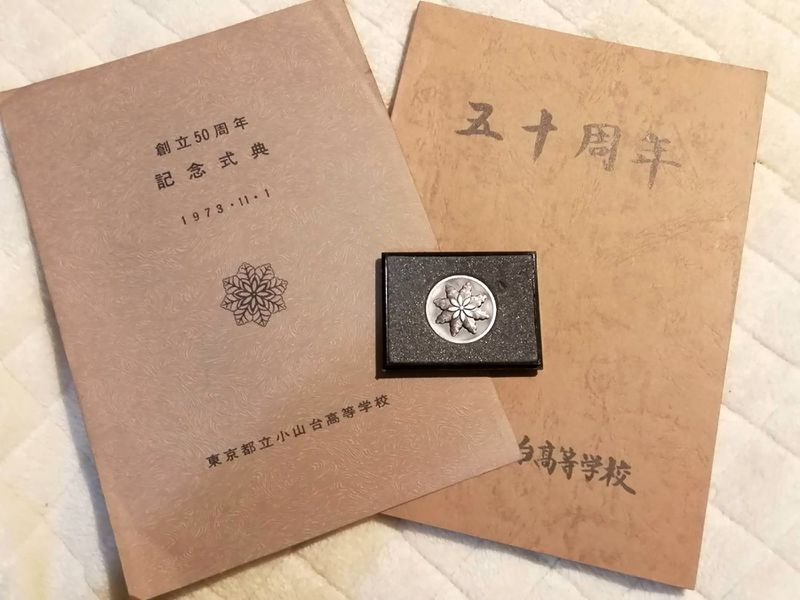 創立50周年
記念式典
1973・11・1
東京都立小山台高等学校
五十周年
高等学校